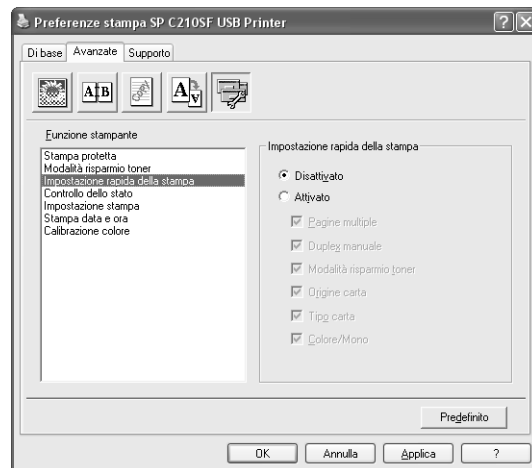 Preferenze stampa SP C210SF USB Printer
Di base
Avanzate
Supporto
Funzione stampante
Stampa protetta
Modalità risparmio toner
Impostazione rapida della stampa
Controllo dello stato
Impostazione stampa
Stampa data e ora
Calibrazione colore
Impostazione rapida della stampa
Disattivato
Attivato
Pagine multiple
Duplex manuale
Modalità risparmio toner
Origine carta
Tipo carta
Colore/Mono
Predefinito
OK
Annulla
Applica
?